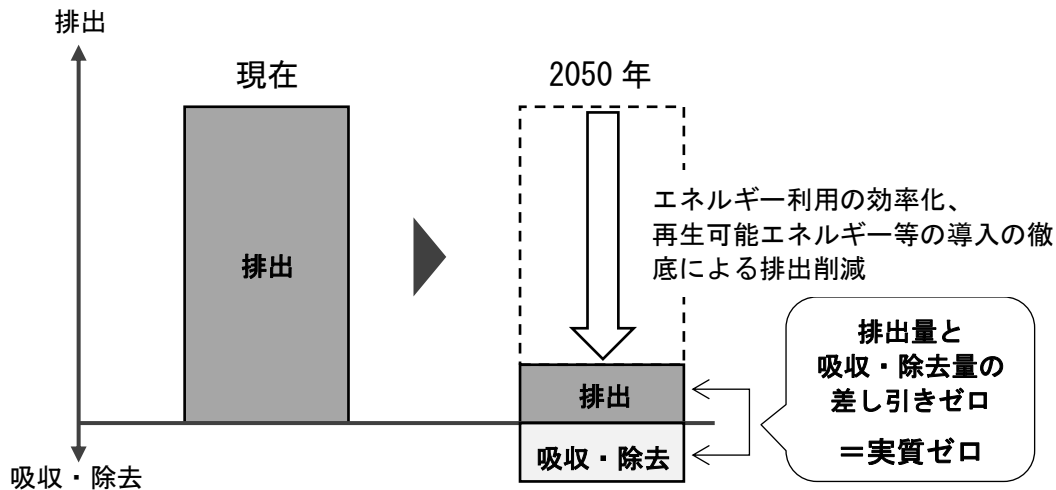 排出
現在
2050 年
エネルギー利用の効率化、
再生可能エネルギー等の導入の徹
底による排出削減
排出
排出量と
吸収・除去量の
差し引きゼロ
＝実質ゼロ
排出
吸収・除去
吸収・除去